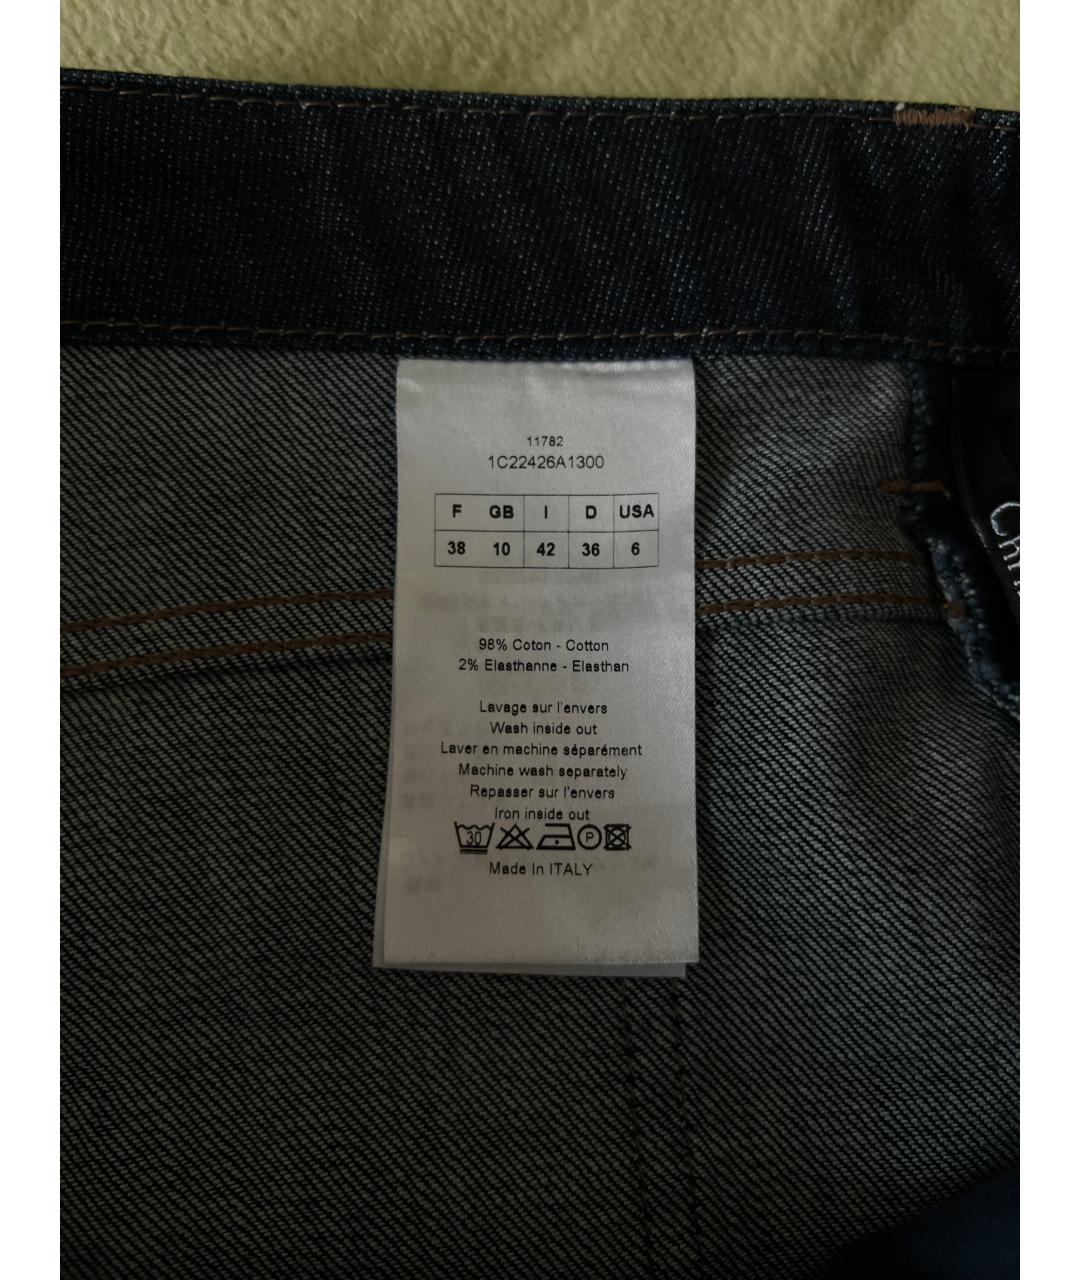 11782
1C22426A1300
F GB I D USA
38 10 42 36 6
98% Coton - Cotton
2% Elasthanne - Elasthan
Lavage sur l'envers
Wash inside out
Laver en machine séparément
Machine wash separately
Repasser sur l'envers
Iron inside out
30 P
Made In ITALY